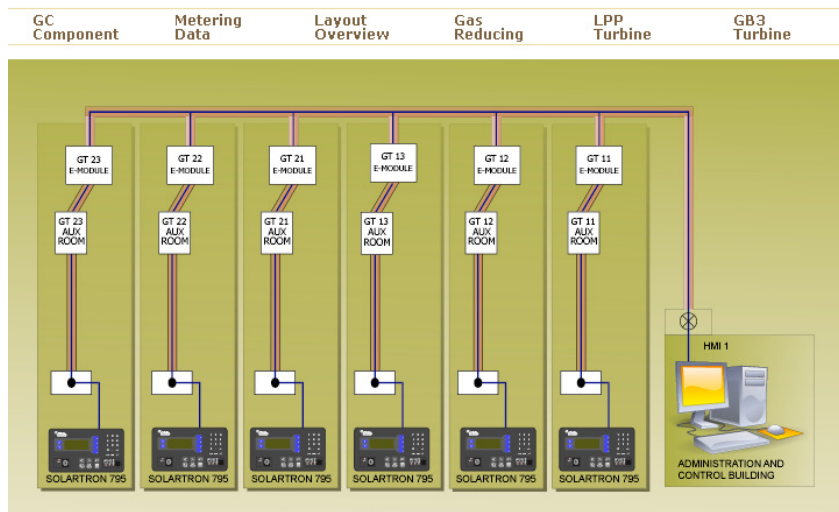 GC Component
Metering Data
Layout Overview
Gas Reducing
LPP Turbine
GB3 Turbine
GT 23
E-MODULE
GT 22
E-MODULE
GT 21
E-MODULE
GT 13
E-MODULE
GT 12
E-MODULE
GT 11
E-MODULE
GT 23
AUX
ROOM
GT 22
AUX
ROOM
GT 21
AUX
ROOM
GT 13
AUX
ROOM
GT 12
AUX
ROOM
GT 11
AUX
ROOM
HMI 1
SOLARTRON 795
SOLARTRON 795
SOLARTRON 795
SOLARTRON 795
SOLARTRON 795
SOLARTRON 795
ADMINISTRATION AND
CONTROL BUILDING